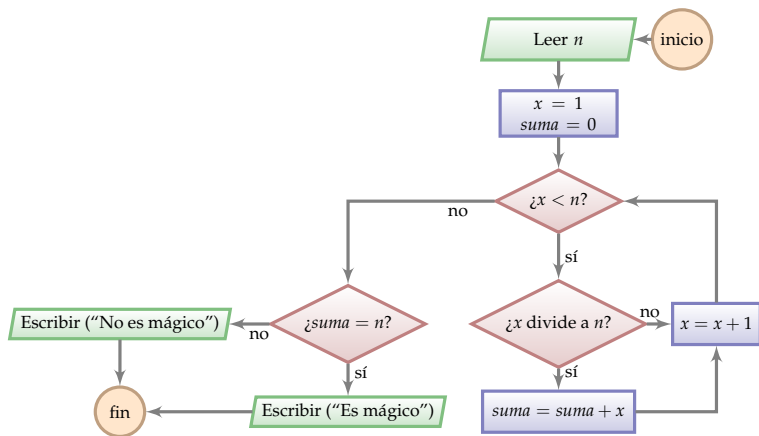 inicio
Leer n
x = 1
suma = 0
¿x < n?
no
sí
¿suma = n?
¿x divide a n?
no
x = x + 1
Escribir (“No es mágico”)
no
sí
sí
fin
Escribir (“Es mágico”)
suma = suma + x